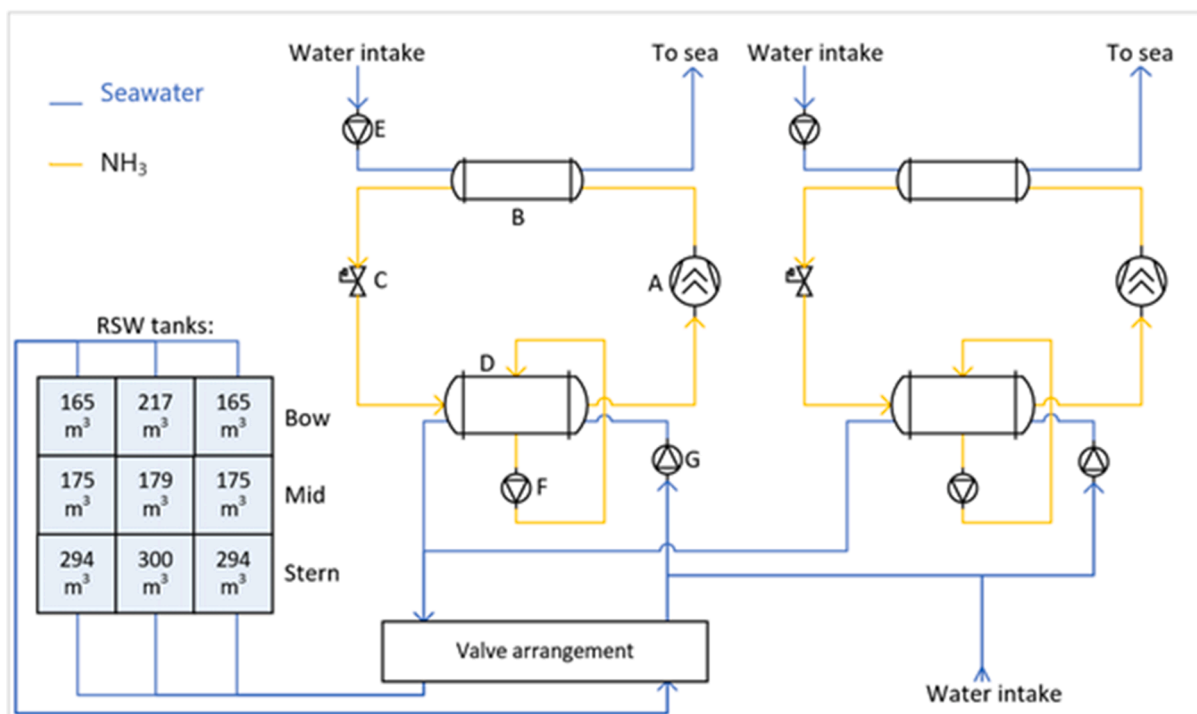 Water intake
To sea
Water intake
To sea
Seawater
NH₃
E
B
C
A
RSW tanks:
D
165 m³
217 m³
165 m³
Bow
175 m³
179 m³
175 m³
Mid
G
F
294 m³
300 m³
294 m³
Stern
Valve arrangement
Water intake